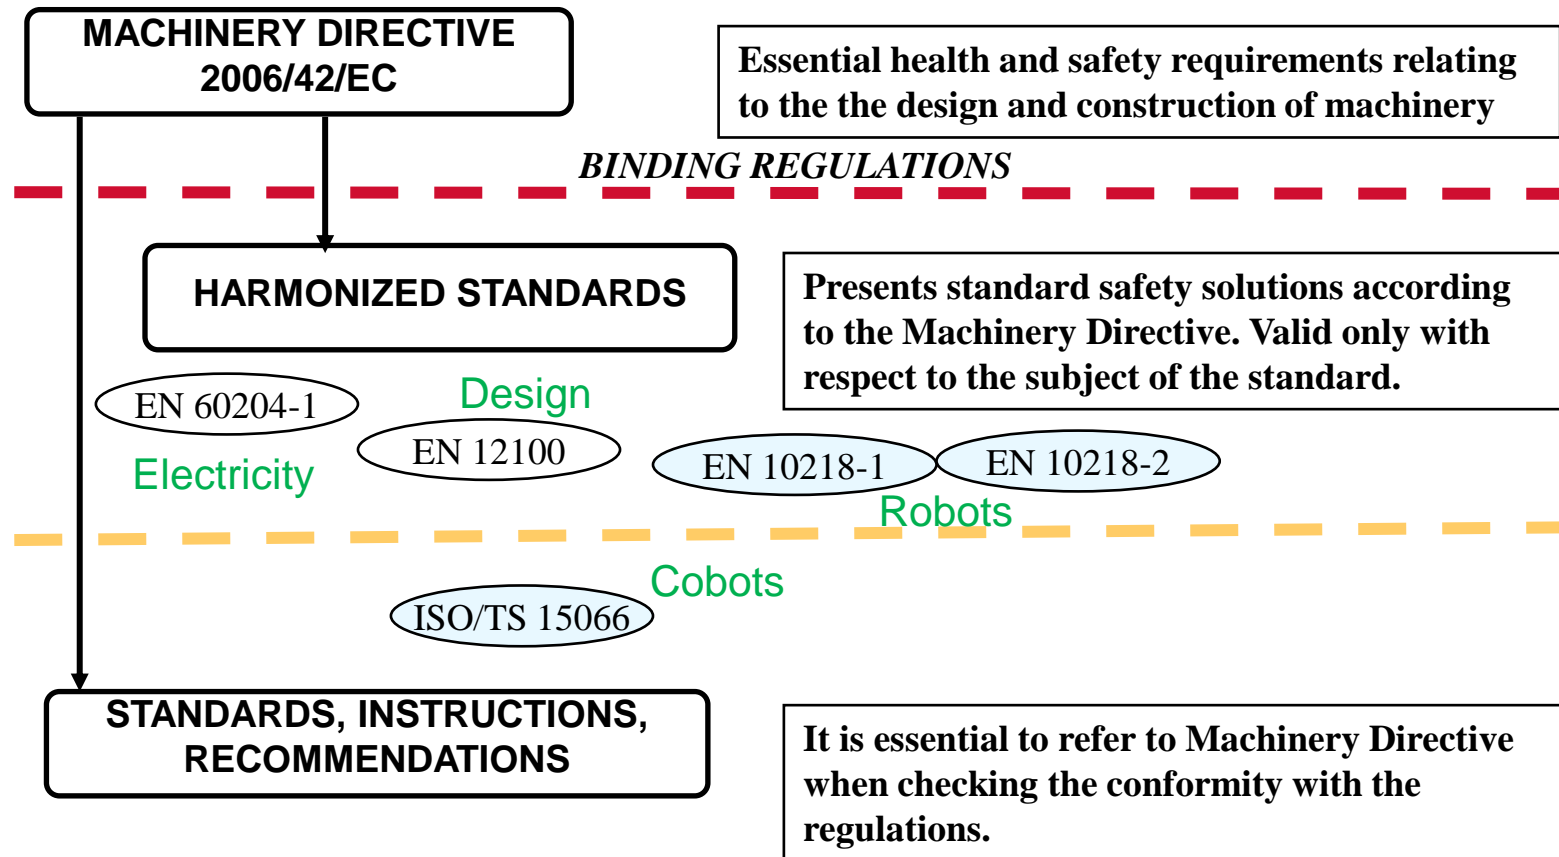 MACHINERY DIRECTIVE
2006/42/EC
Essential health and safety requirements relating
to the the design and construction of machinery
BINDING REGULATIONS
HARMONIZED STANDARDS
Presents standard safety solutions according
to the Machinery Directive. Valid only with
respect to the subject of the standard.
EN 60204-1
Electricity
Design
EN 12100
EN 10218-1
EN 10218-2
Robots
Cobots
ISO/TS 15066
STANDARDS, INSTRUCTIONS,
RECOMMENDATIONS
It is essential to refer to Machinery Directive
when checking the conformity with the
regulations.